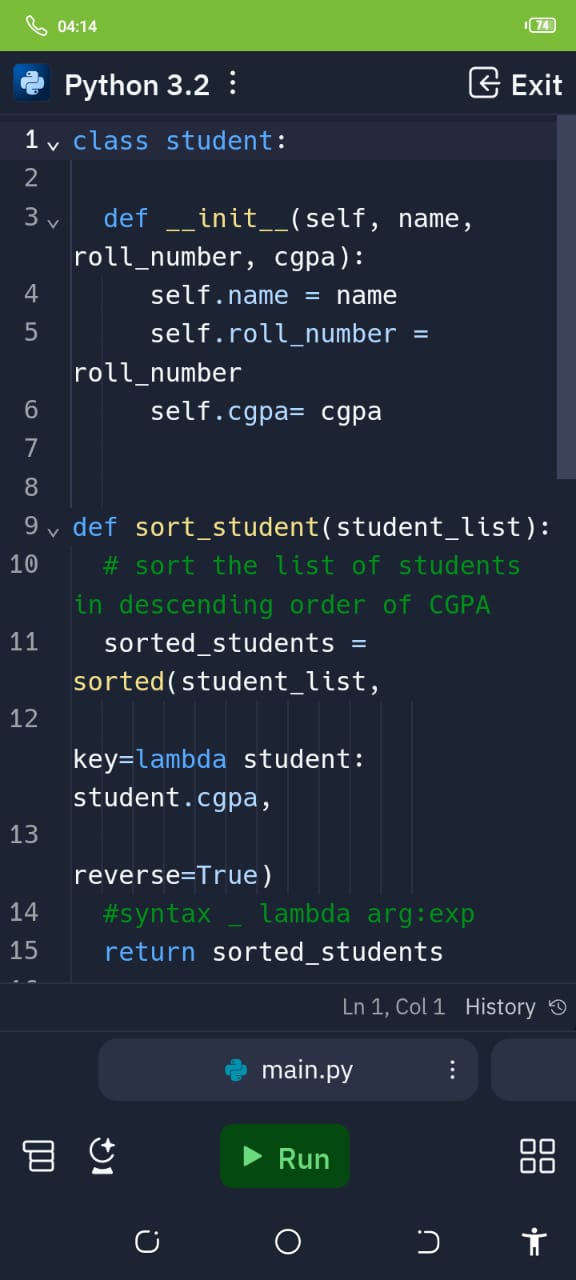 04:14
74
Python 3.2
Exit
1 class student:
2
3 def __init__(self, name,
roll_number, cgpa):
4 self.name = name
5 self.roll_number =
roll_number
6 self.cgpa= cgpa
7
8
9 def sort_student(student_list):
10 # sort the list of students
in descending order of CGPA
11 sorted_students =
sorted(student_list,
12
key=lambda student:
student.cgpa,
13
reverse=True)
14 #syntax _ lambda arg:exp
15 return sorted_students
Ln 1, Col 1 History
main.py
Run